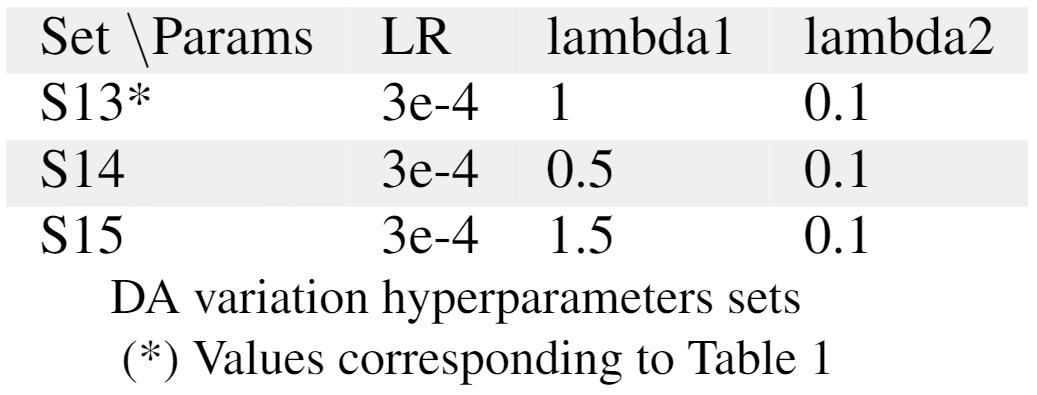 Set \Params LR lambda1 lambda2
S13* 3e-4 1 0.1
S14 3e-4 0.5 0.1
S15 3e-4 1.5 0.1
DA variation hyperparameters sets
(*) Values corresponding to Table 1